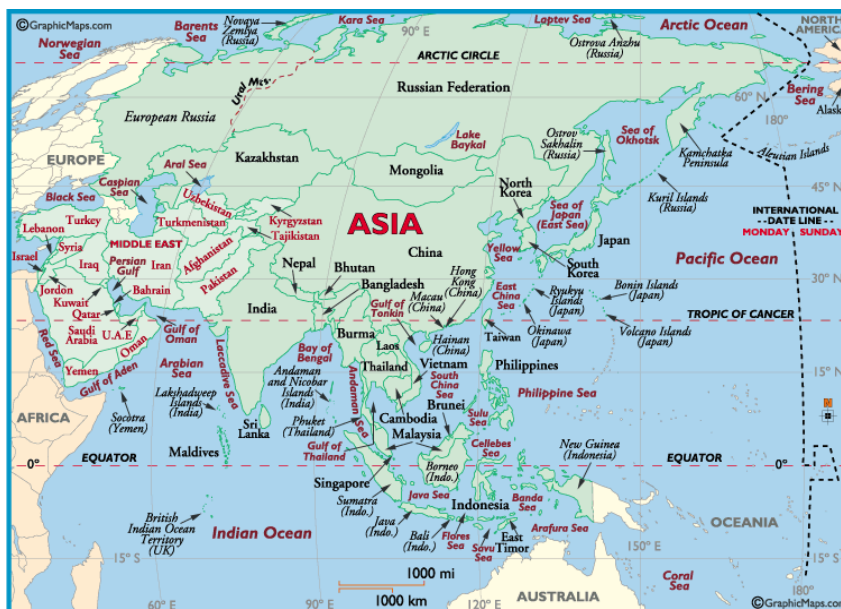 ©GraphicMaps.com
Norwegian
Sea
Barents
Sea
Novaya
Zemlya
(Russia)
Kara Sea
90°E
Laptev Sea
Ostrova Anzhu
(Russia)
Arctic Ocean
NORTH
AMERICA
ARCTIC CIRCLE
Russian Federation
60°N
Bering
Sea
180°
Alaska
European Russia
EUROPE
Aral Sea
Kazakhstan
Lake
Baykal
Mongolia
Ostrov
Sakhalin
(Russia)
Sea of
Okhotsk
Kamchatka
Peninsula
Aleutian Islands
Kuril Islands
(Russia)
45°N
Black Sea
Caspian
Sea
Uzbekistan
Turkmenistan
Kyrgyzstan
Tajikistan
ASIA
China
North
Korea
Sea of
Japan
(East Sea)
Japan
South
Korea
Yellow
Sea
INTERNATIONAL
--DATE LINE--
MONDAY
SUNDAY
Pacific Ocean
Turkey
Lebanon
Syria
Israel
Iraq
Jordon
MIDDLE EAST
Persian
Gulf
Iran
Afghanistan
Pakistan
Kuwait
Qatar
Bahrain
Saudi
Arabia
U.A.E
Oman
Yemen
Red Sea
Gulf of
Oman
Gulf of Aden
Nepal
Bhutan
Bangladesh
India
Hong
Kong
(China)
Macau
(China)
Gulf of
Tonkin
East
China
Sea
Ryukyu
Islands
(Japan)
Okinawa
(Japan)
Bonin Islands
(Japan)
Volcano Islands
(Japan)
30°N
TROPIC OF CANCER
Taiwan
Hainan
(China)
Burma
Laos
Thailand
Vietnam
South
China
Sea
Philippines
Philippine Sea
15°N
Arabian
Sea
Laccadive Sea
Lakshadweep
Islands
(India)
Bay of
Bengal
Andaman
and Nicobar
Islands
(India)
Andaman Sea
Phuket
(Thailand)
Gulf of
Thailand
Cambodia
Malaysia
Brunei
Sulu
Sea
Cellebes
Sea
Socotra
(Yemen)
AFRICA
Sri
Lanka
Maldives
0°
EQUATOR
Singapore
Borneo
(Indo.)
New Guinea
(Indonesia)
EQUATOR
0°
Sumatra
(Indo.)
Java Sea
Indonesia
Banda
Sea
British
Indian Ocean
Territory
(UK)
Indian Ocean
Java
(Indo.)
Bali
(Indo.)
Flores
Sea
Savu
Sea
East
Timor
Arafura Sea
OCEANIA
15°S
60°E
75°E
90°E
105°E
1000 mi
1000 km
AUSTRALIA
150°E
Coral
Sea
15°S
180°
©GraphicMaps.com